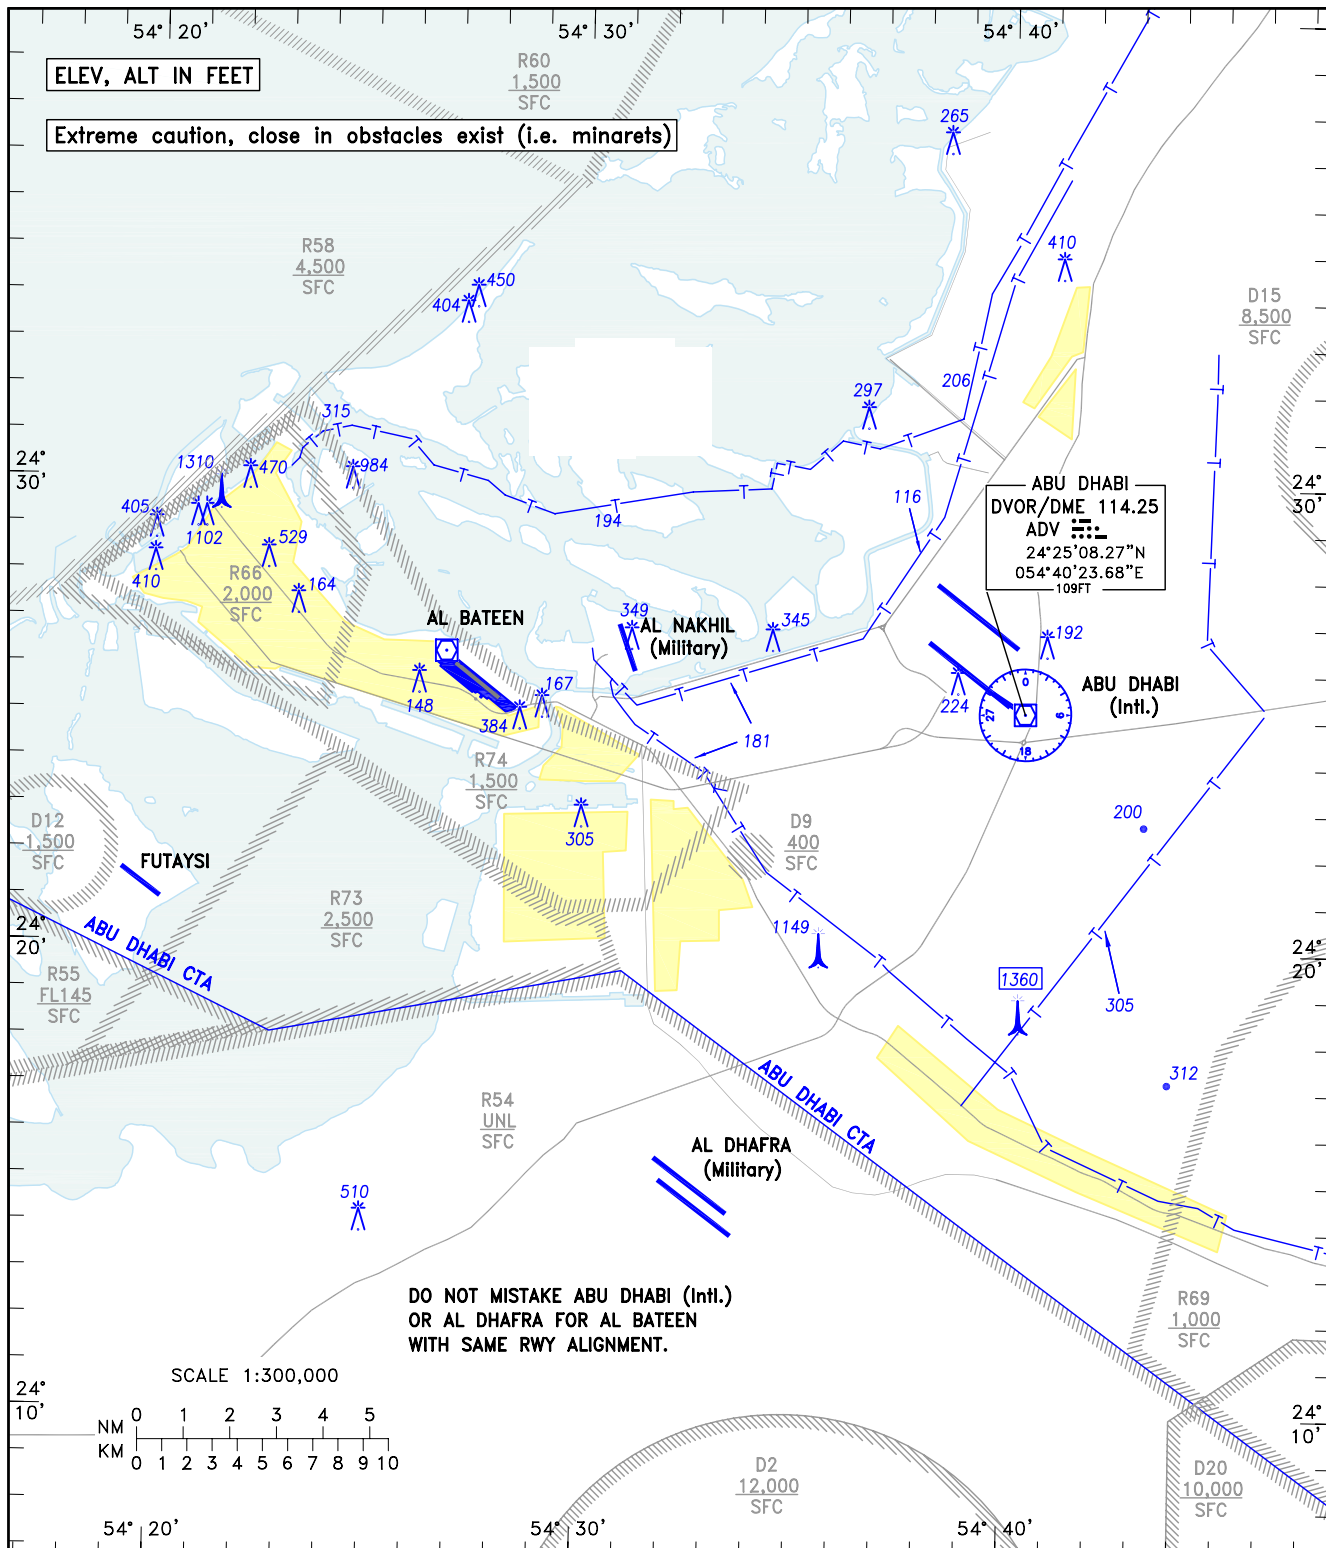 54° 20'
54° 30'
54° 40'
ELEV, ALT IN FEET
R60
1,500
SFC
Extreme caution, close in obstacles exist (i.e. minarets)
265
R58
4,500
SFC
410
450
404
D15
8,500
SFC
206
297
315
24°
30'
1310
470
984
405
1102
410
529
164
R66
2,000
SFC
194
116
24°
30'
ABU DHABI
DVOR/DME 114.25
ADV
24°25'08.27"N
054°40'23.68"E
109FT
AL BATEEN
349
AL NAKHIL
(Military)
345
192
148
384
167
224
0
6
18
27
ABU DHABI
(Intl.)
181
R74
1,500
SFC
D12
1,500
SFC
FUTAYSI
305
D9
400
SFC
200
R73
2,500
SFC
24°
20'
ABU DHABI CTA
1149
24°
20'
R55
FL145
SFC
1360
305
312
R54
UNL
SFC
ABU DHABI CTA
AL DHAFRA
(Military)
510
DO NOT MISTAKE ABU DHABI (Intl.)
OR AL DHAFRA FOR AL BATEEN
WITH SAME RWY ALIGNMENT.
R69
1,000
SFC
SCALE 1:300,000
24°
10'
NM 0 1 2 3 4 5
KM 0 1 2 3 4 5 6 7 8 9 10
24°
10'
D2
12,000
SFC
D20
10,000
SFC
54° 20'
54° 30'
54° 40'